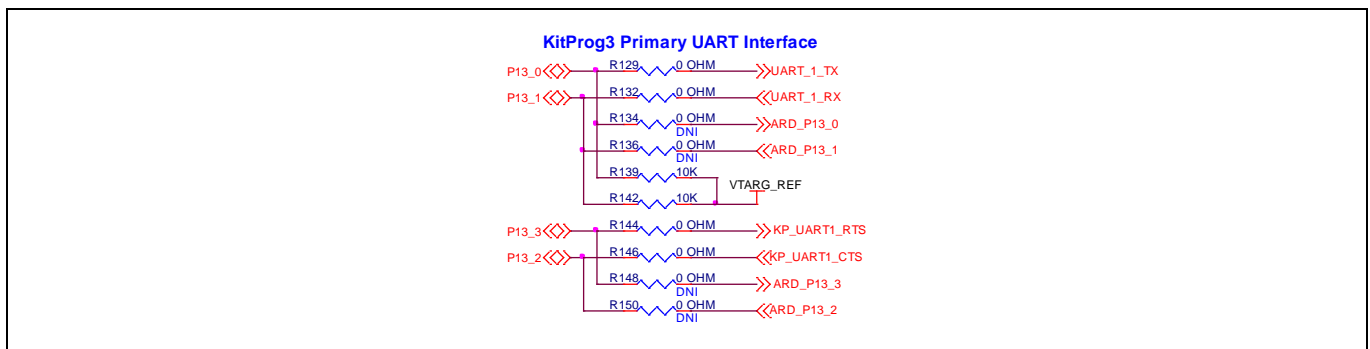 KitProg3 Primary UART Interface
P13_0 R129 0 OHM UART_1_TX
P13_1 R132 0 OHM UART_1_RX
R134 0 OHM ARD_P13_0
DNI
R136 0 OHM ARD_P13_1
DNI
R139 10K
VTARG_REF
R142 10K
P13_3 R144 0 OHM KP_UART1_RTS
P13_2 R146 0 OHM KP_UART1_CTS
R148 0 OHM ARD_P13_3
DNI
R150 0 OHM ARD_P13_2
DNI